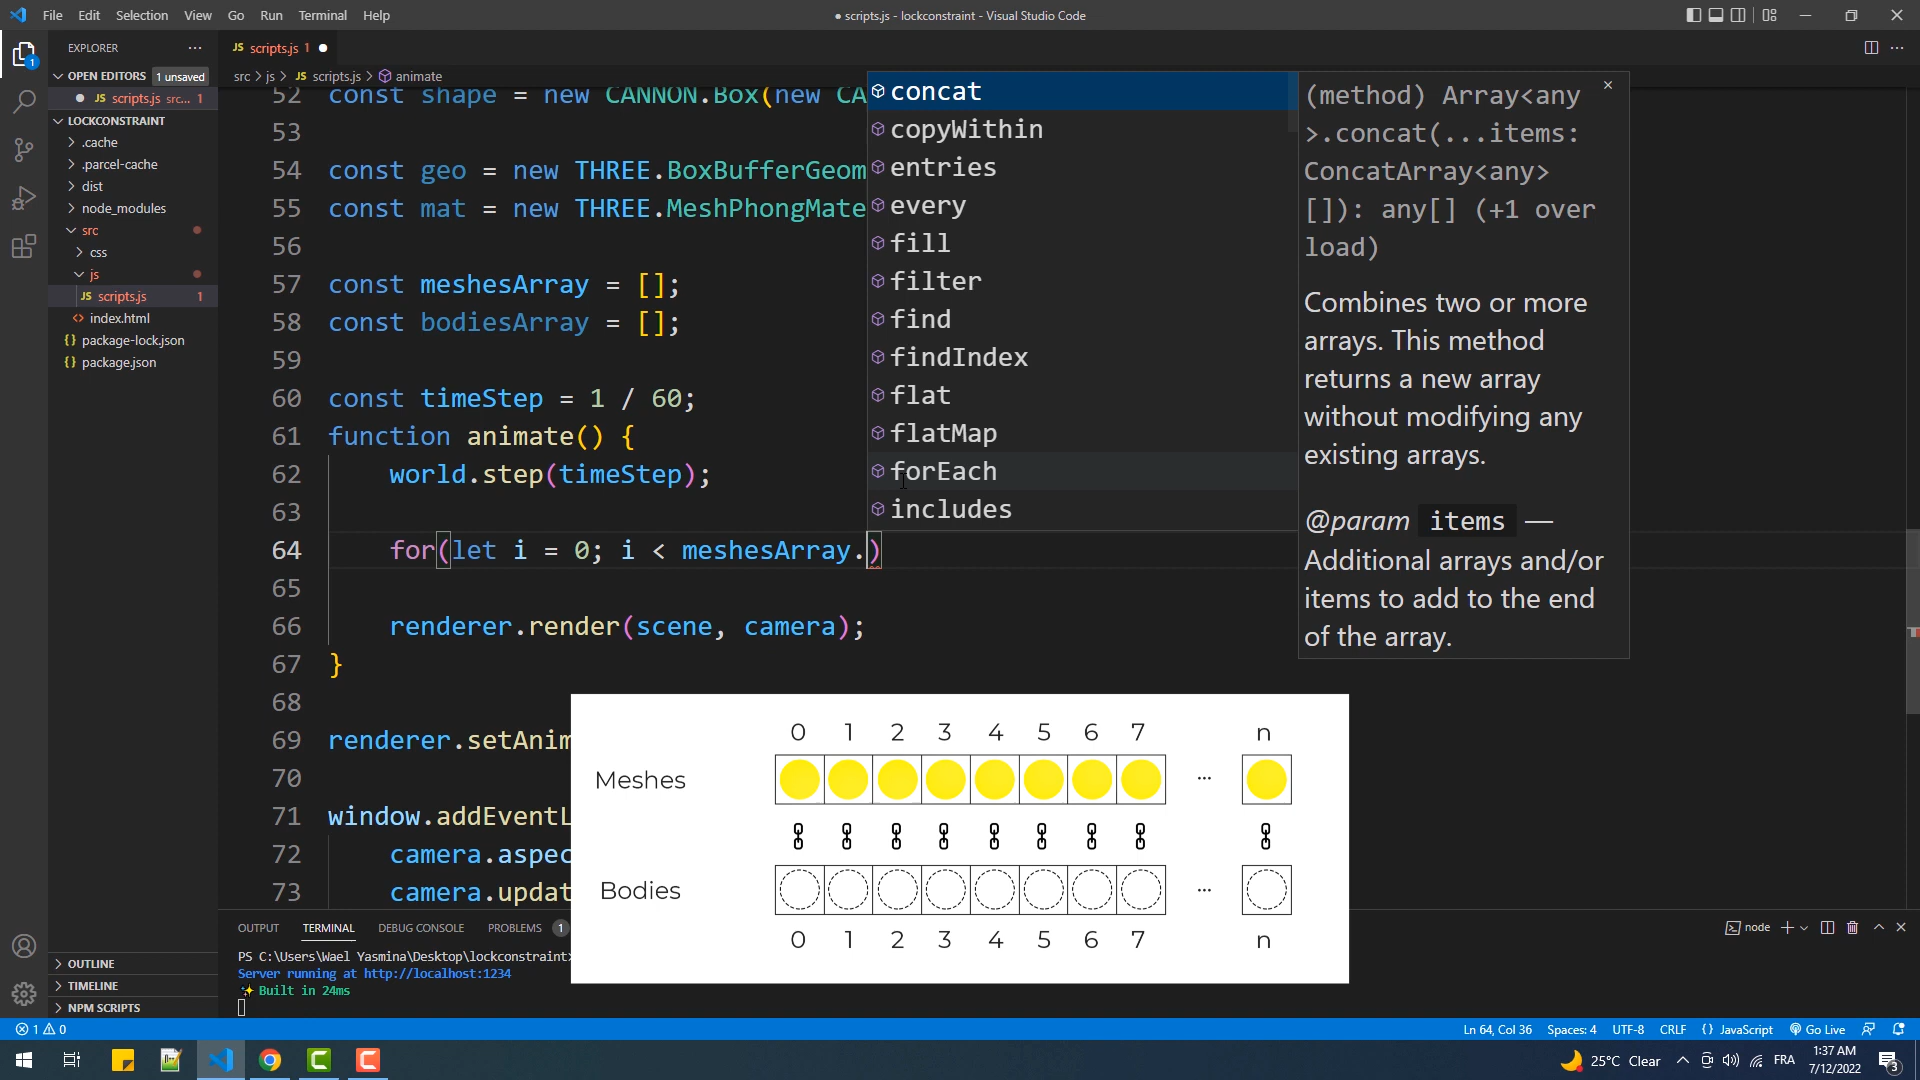 File Edit Selection View Go Run Terminal Help
● scripts.js - lockconstraint - Visual Studio Code
EXPLORER
OPEN EDITORS 1 unsaved
JS scripts.js src... 1
LOCKCONSTRAINT
.cache
.parcel-cache
dist
node_modules
src
css
js
JS scripts.js 1
index.html
{} package-lock.json
{} package.json
OUTLINE
TIMELINE
NPM SCRIPTS
JS scripts.js 1 ●
src > js > JS scripts.js > animate
52 const shape = new CANNON.Box(new CA
53
54 const geo = new THREE.BoxBufferGeom
55 const mat = new THREE.MeshPhongMate
56
57 const meshesArray = [];
58 const bodiesArray = [];
59
60 const timeStep = 1 / 60;
61 function animate() {
62 world.step(timeStep);
63
64 for(let i = 0; i < meshesArray.)
65
66 renderer.render(scene, camera);
67 }
68
69 renderer.setAnim
70
71 window.addEventL
72 camera.aspec
73 camera.updat
concat
copyWithin
entries
every
fill
filter
find
findIndex
flat
flatMap
forEach
includes
(method) Array<any
>.concat(...items:
ConcatArray<any>
[]): any[] (+1 over
load)
Combines two or more
arrays. This method
returns a new array
without modifying any
existing arrays.
@param items —
Additional arrays and/or
items to add to the end
of the array.
0 1 2 3 4 5 6 7 n
Meshes ...
Bodies ...
0 1 2 3 4 5 6 7 n
OUTPUT TERMINAL DEBUG CONSOLE PROBLEMS 1
node
PS C:\Users\Wael Yasmina\Desktop\lockconstraint>
Server running at http://localhost:1234
✨ Built in 24ms
1 0
Ln 64, Col 36 Spaces: 4 UTF-8 CRLF {} JavaScript Go Live
25°C Clear FRA 1:37 AM
7/12/2022 3